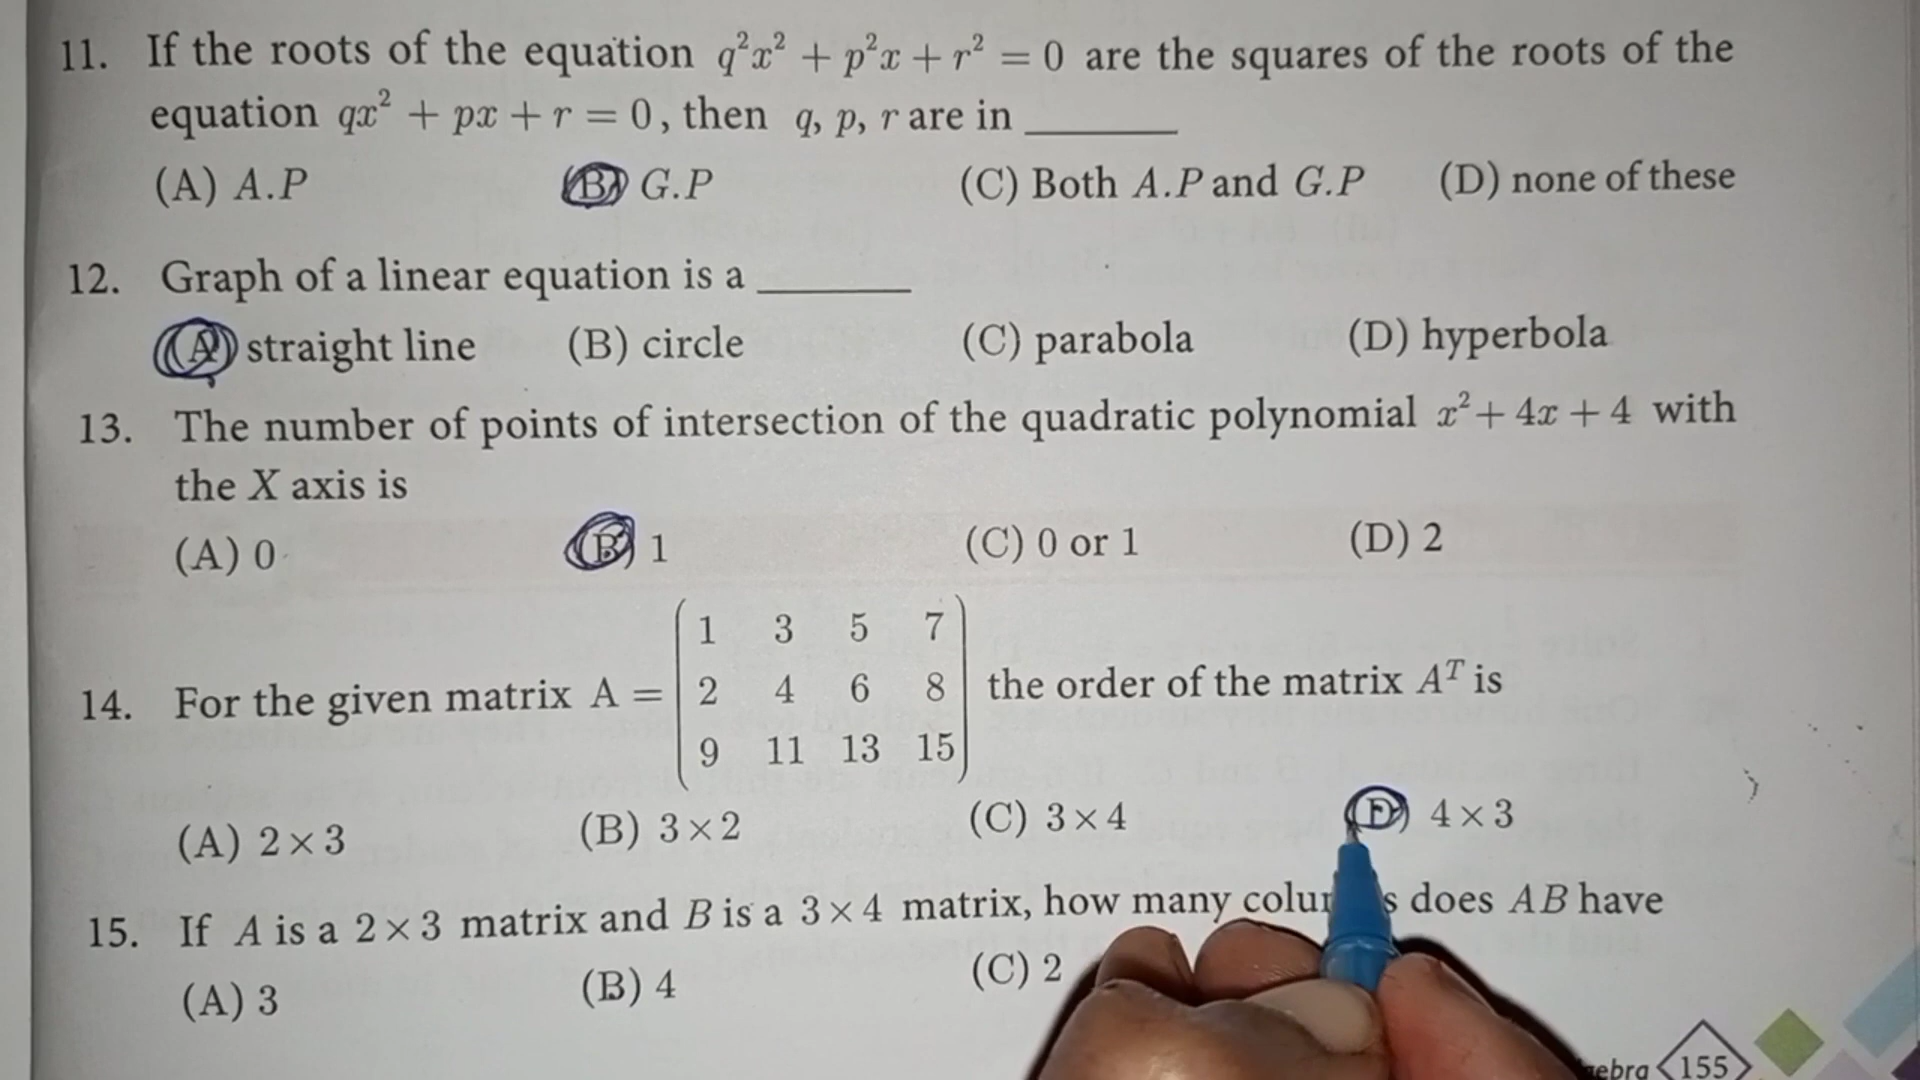 11. If the roots of the equation q²x² + p²x + r² = 0 are the squares of the roots of the
equation qx² + px + r = 0, then q, p, r are in ______
(A) A.P (B) G.P (C) Both A.P and G.P (D) none of these
12. Graph of a linear equation is a ______
(A) straight line (B) circle (C) parabola (D) hyperbola
13. The number of points of intersection of the quadratic polynomial x² + 4x + 4 with
the X axis is
(A) 0 (B) 1 (C) 0 or 1 (D) 2
1 3 5 7
14. For the given matrix A = 2 4 6 8 the order of the matrix Aᵀ is
9 11 13 15
(A) 2 × 3 (B) 3 × 2 (C) 3 × 4 (D) 4 × 3
15. If A is a 2 × 3 matrix and B is a 3 × 4 matrix, how many does AB have
(A) 3 (B) 4 (C) 2
155